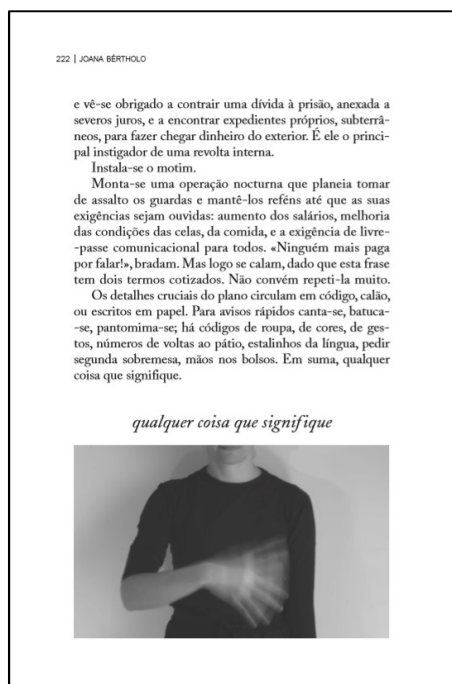 222 | JOANA BÉRTHOLO
e vê-se obrigado a contrair uma dívida à prisão, anexada a
severos juros, e a encontrar expedientes próprios, subterrâ-
neos, para fazer chegar dinheiro do exterior. É ele o princi-
pal instigador de uma revolta interna.
Instala-se o motim.
Monta-se uma operação nocturna que planeia tomar
de assalto os guardas e mantê-los reféns até que as suas
exigências sejam ouvidas: aumento dos salários, melhoria
das condições das celas, da comida, e a exigência de livre-
-passe comunicacional para todos. «Ninguém mais paga
por falar!», bradam. Mas logo se calam, dado que esta frase
tem dois termos cotizados. Não convém repeti-la muito.
Os detalhes cruciais do plano circulam em código, calão,
ou escritos em papel. Para avisos rápidos canta-se, batuca-
-se, pantomima-se; há códigos de roupa, de cores, de ges-
tos, números de voltas ao pátio, estalinhos da língua, pedir
segunda sobremesa, mãos nos bolsos. Em suma, qualquer
coisa que signifique.
qualquer coisa que signifique